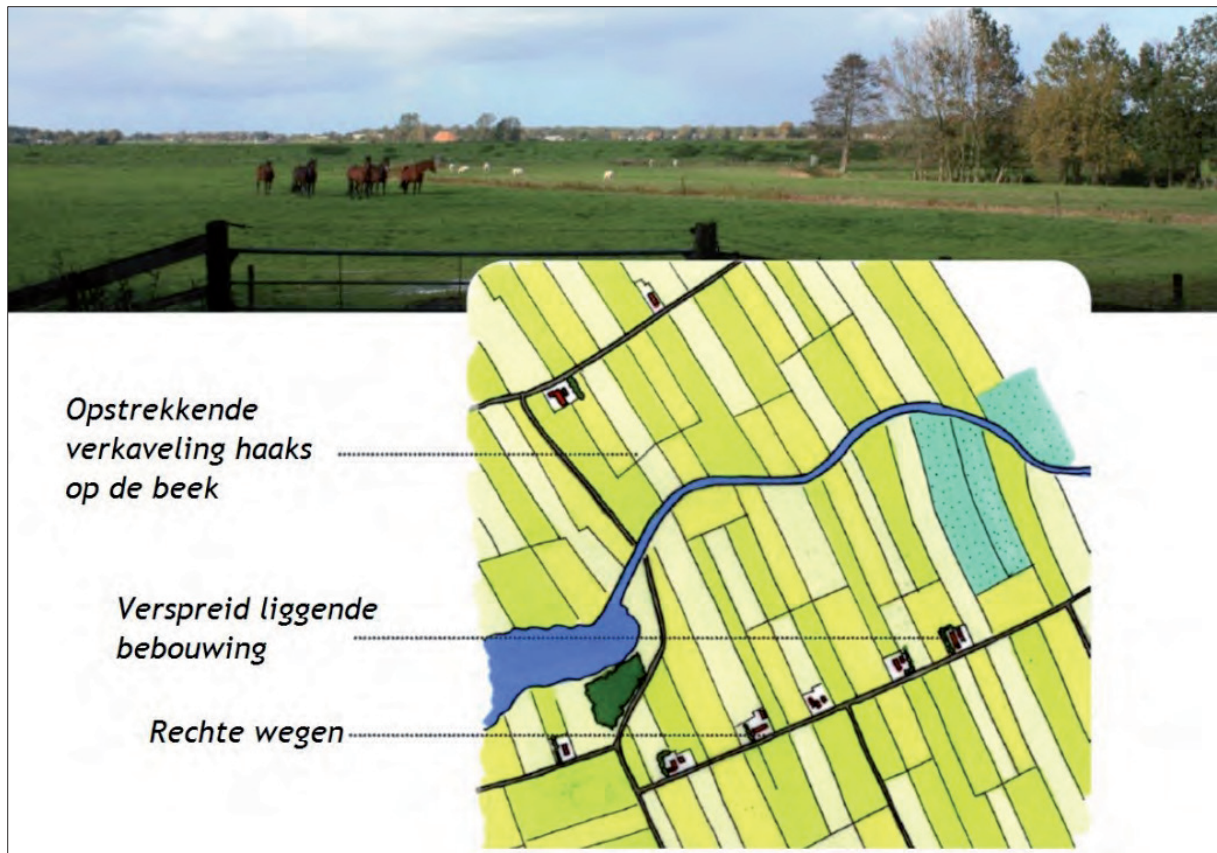 Opstrekkende
verkaveling haaks
op de beek
Verspreid liggende
bebouwing
Rechte wegen